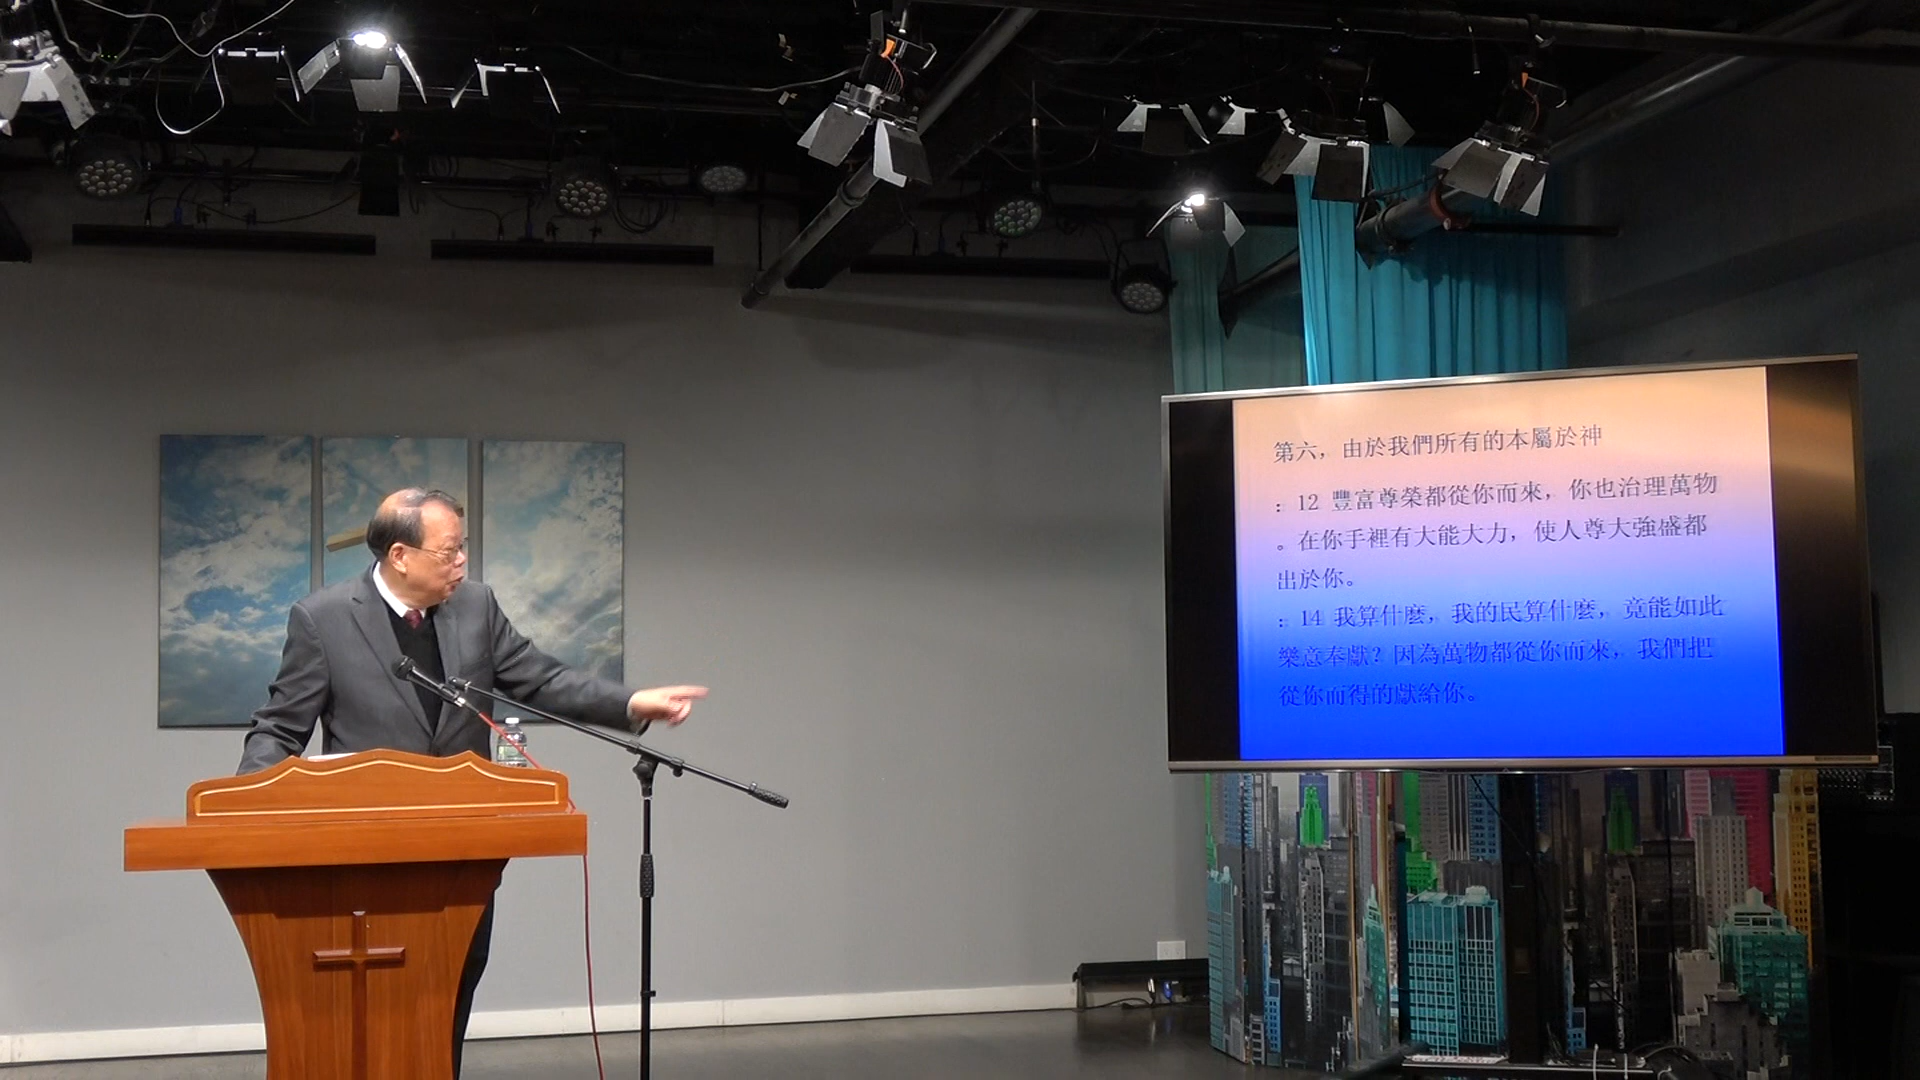 第六，由於我們所有的本屬於神
：12 豐富尊榮都從你而來，你也治理萬物
。在你手裡有大能大力，使人尊大強盛都
出於你。
：14 我算什麼，我的民算什麼，竟能如此
樂意奉獻？因為萬物都從你而來，我們把
從你而得的獻給你。